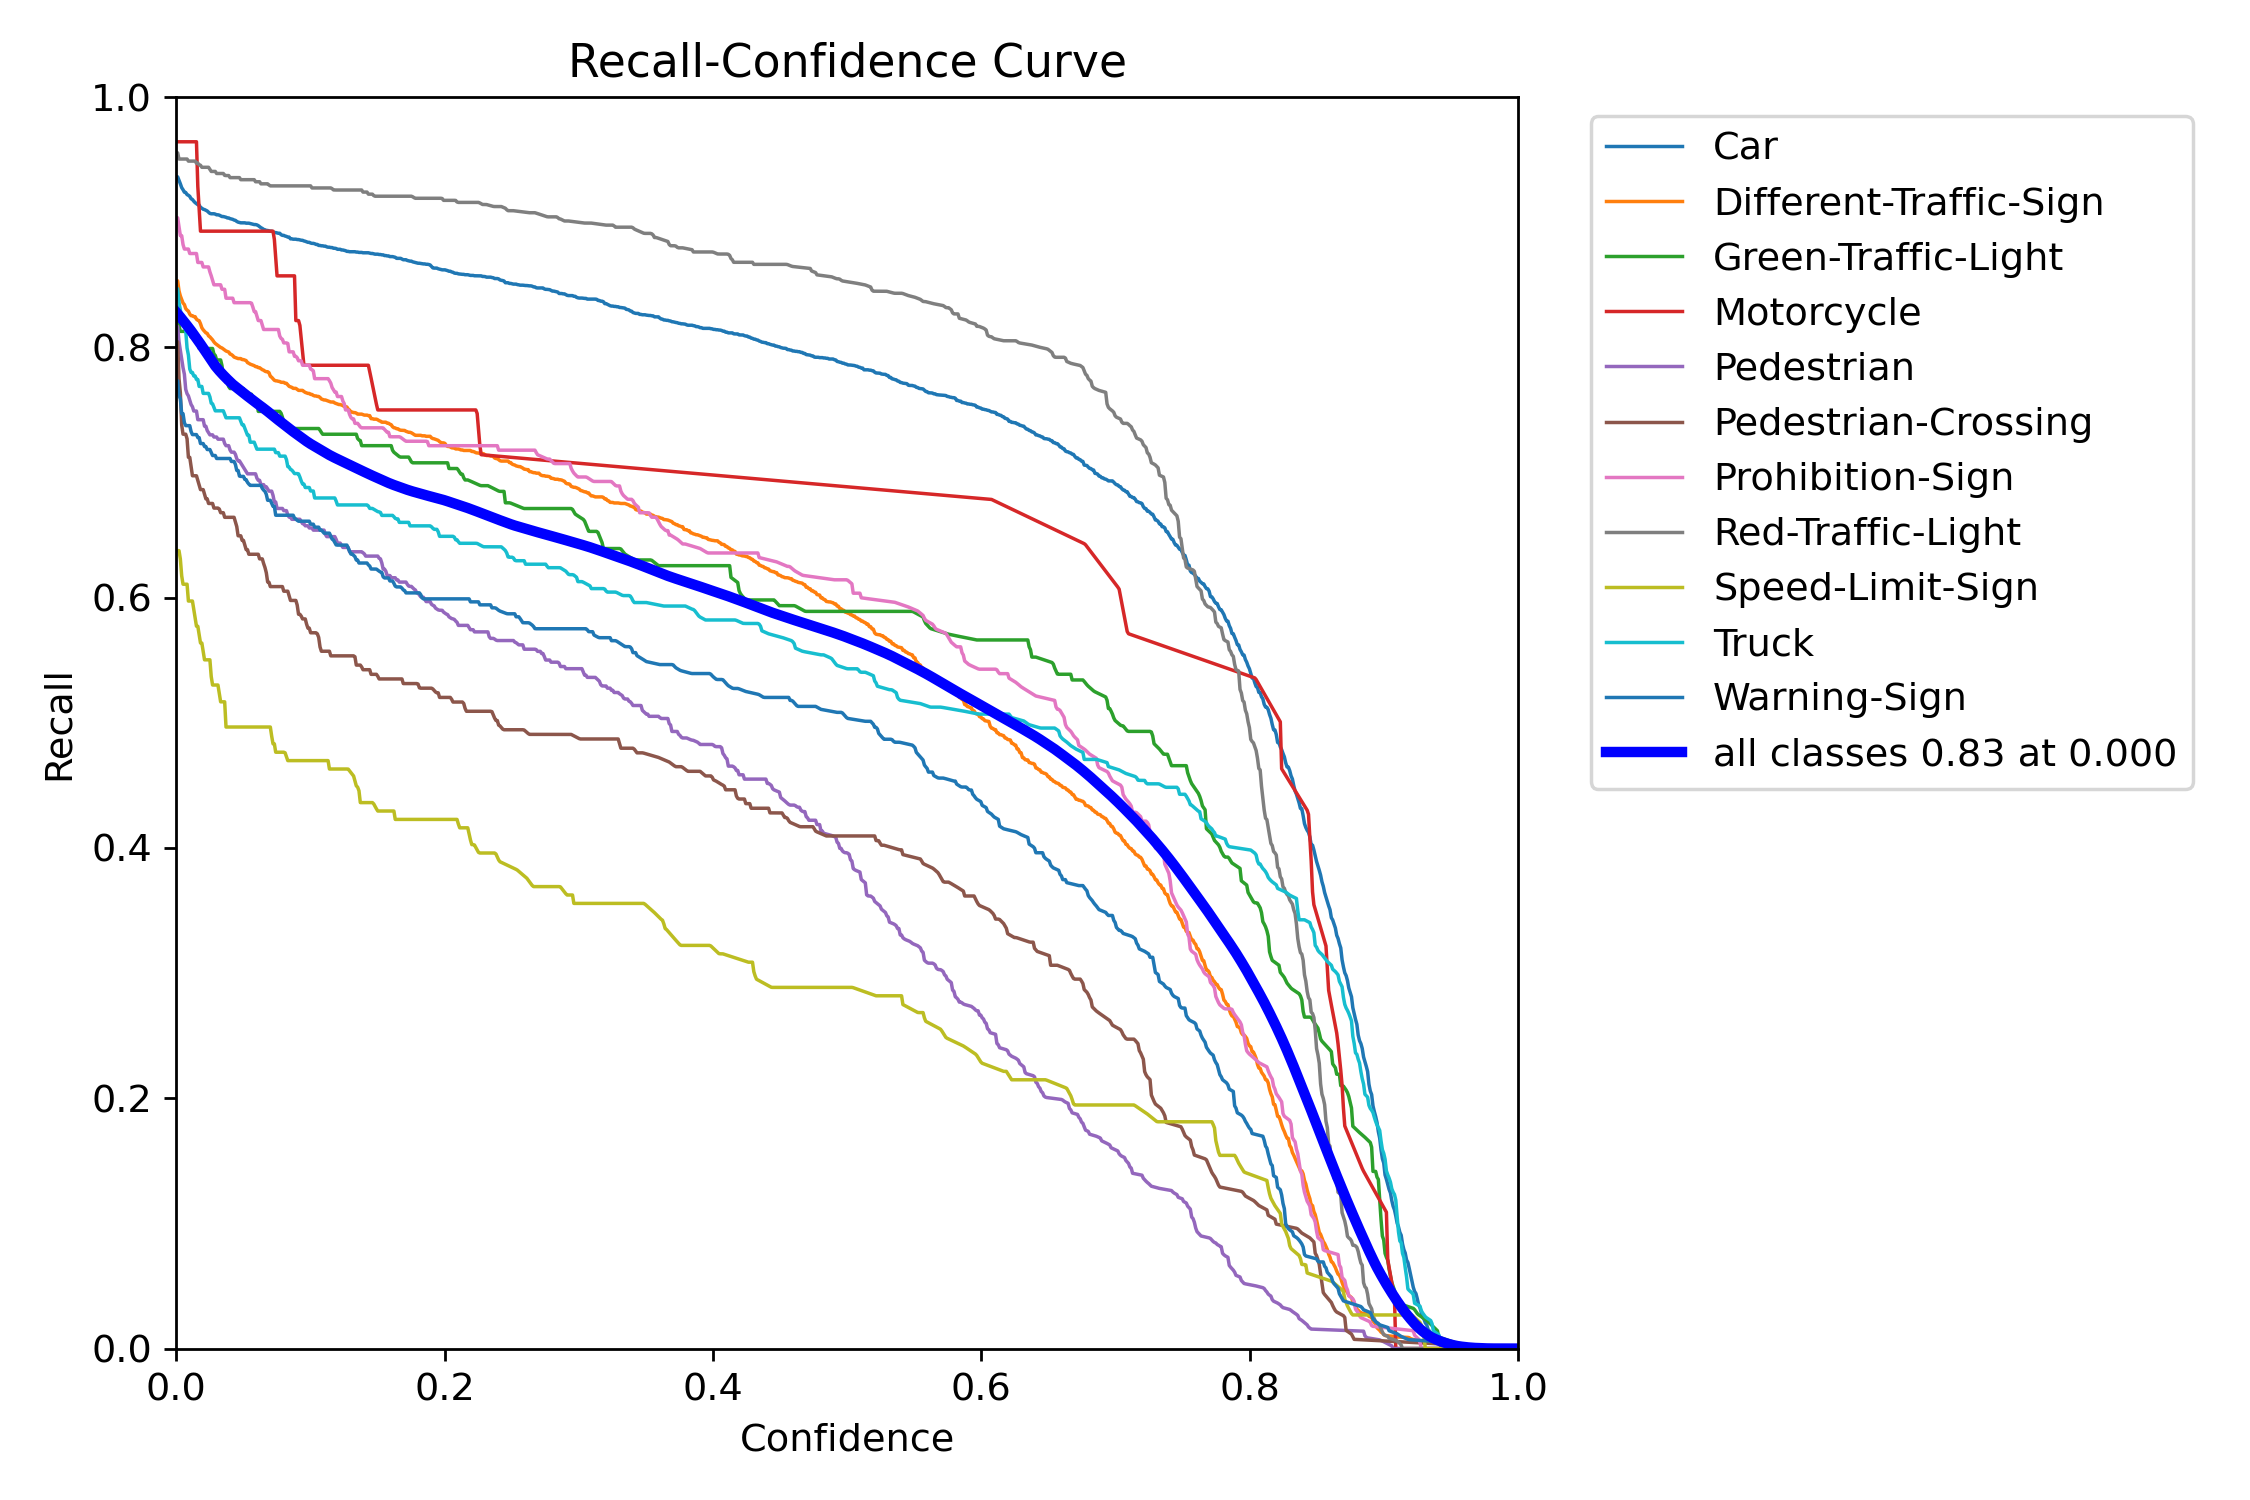 Recall-Confidence Curve
1.0
0.8
0.6
0.4
0.2
0.0
Recall
0.0 0.2 0.4 0.6 0.8 1.0
Confidence
Car
Different-Traffic-Sign
Green-Traffic-Light
Motorcycle
Pedestrian
Pedestrian-Crossing
Prohibition-Sign
Red-Traffic-Light
Speed-Limit-Sign
Truck
Warning-Sign
all classes 0.83 at 0.000